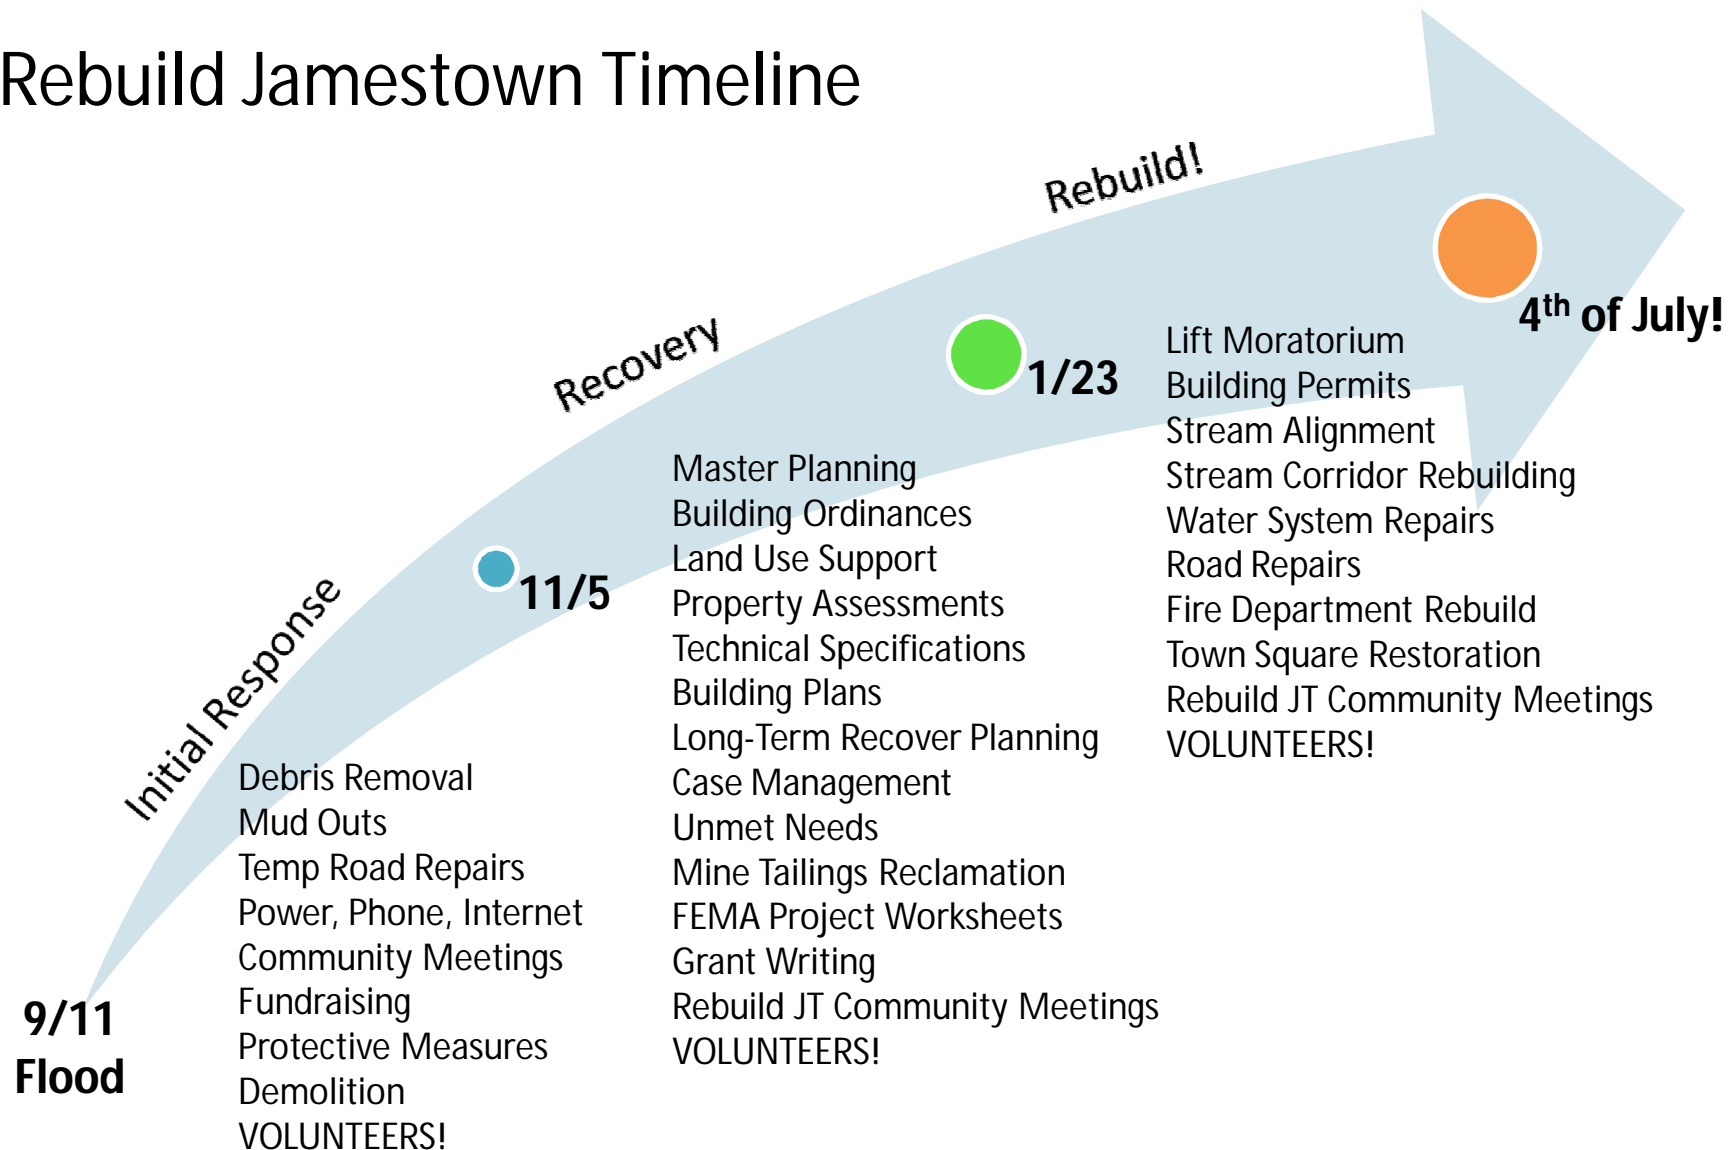 Rebuild Jamestown Timeline
Initial Response
Recovery
Rebuild!
9/11
Flood
11/5
1/23
4th of July!
Debris Removal
Mud Outs
Temp Road Repairs
Power, Phone, Internet
Community Meetings
Fundraising
Protective Measures
Demolition
VOLUNTEERS!
Master Planning
Building Ordinances
Land Use Support
Property Assessments
Technical Specifications
Building Plans
Long-Term Recover Planning
Case Management
Unmet Needs
Mine Tailings Reclamation
FEMA Project Worksheets
Grant Writing
Rebuild JT Community Meetings
VOLUNTEERS!
Lift Moratorium
Building Permits
Stream Alignment
Stream Corridor Rebuilding
Water System Repairs
Road Repairs
Fire Department Rebuild
Town Square Restoration
Rebuild JT Community Meetings
VOLUNTEERS!